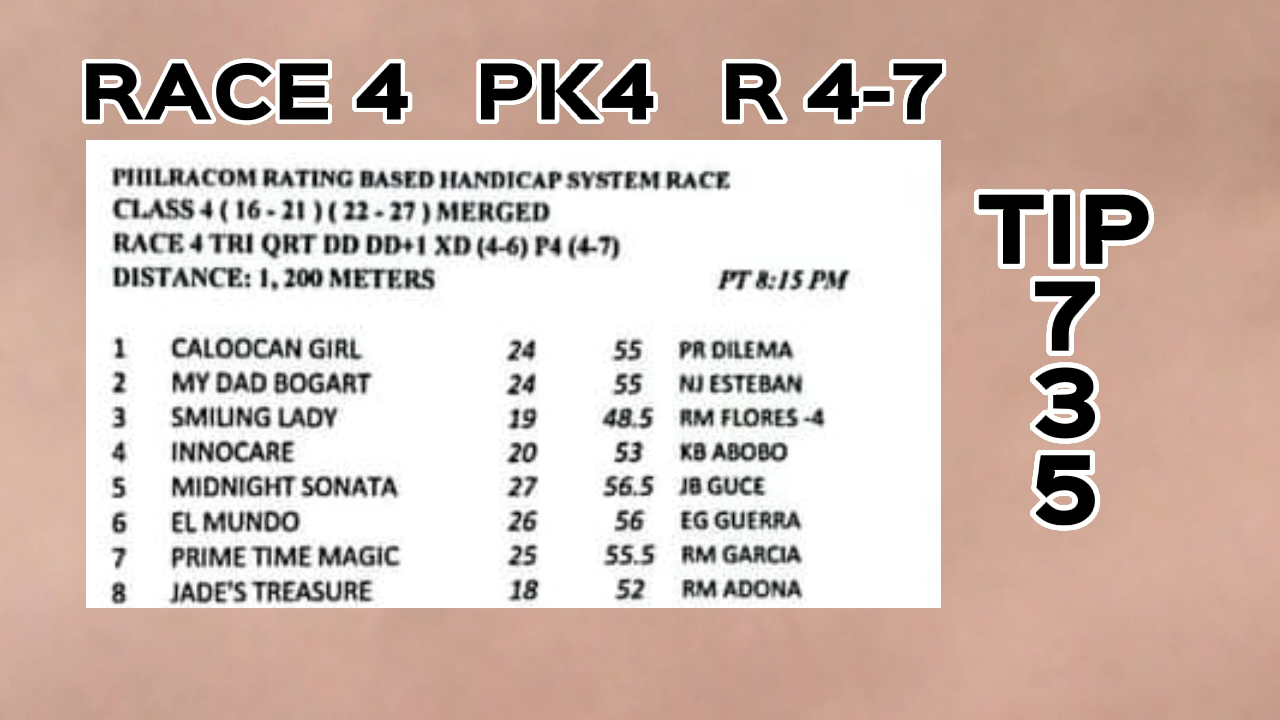 RACE 4 PK4 R 4-7
PHILRACOM RATING BASED HANDICAP SYSTEM RACE
CLASS 4 ( 16 - 21 ) ( 22 - 27 ) MERGED
RACE 4 TRI QRT DD DD+1 XD (4-6) P4 (4-7)
DISTANCE: 1, 200 METERS PT 8:15 PM
1 CALOOCAN GIRL 24 55 PR DILEMA
2 MY DAD BOGART 24 55 NJ ESTEBAN
3 SMILING LADY 19 48.5 RM FLORES -4
4 INNOCARE 20 53 KB ABOBO
5 MIDNIGHT SONATA 27 56.5 JB GUCE
6 EL MUNDO 26 56 EG GUERRA
7 PRIME TIME MAGIC 25 55.5 RM GARCIA
8 JADE'S TREASURE 18 52 RM ADONA
TIP
7
3
5